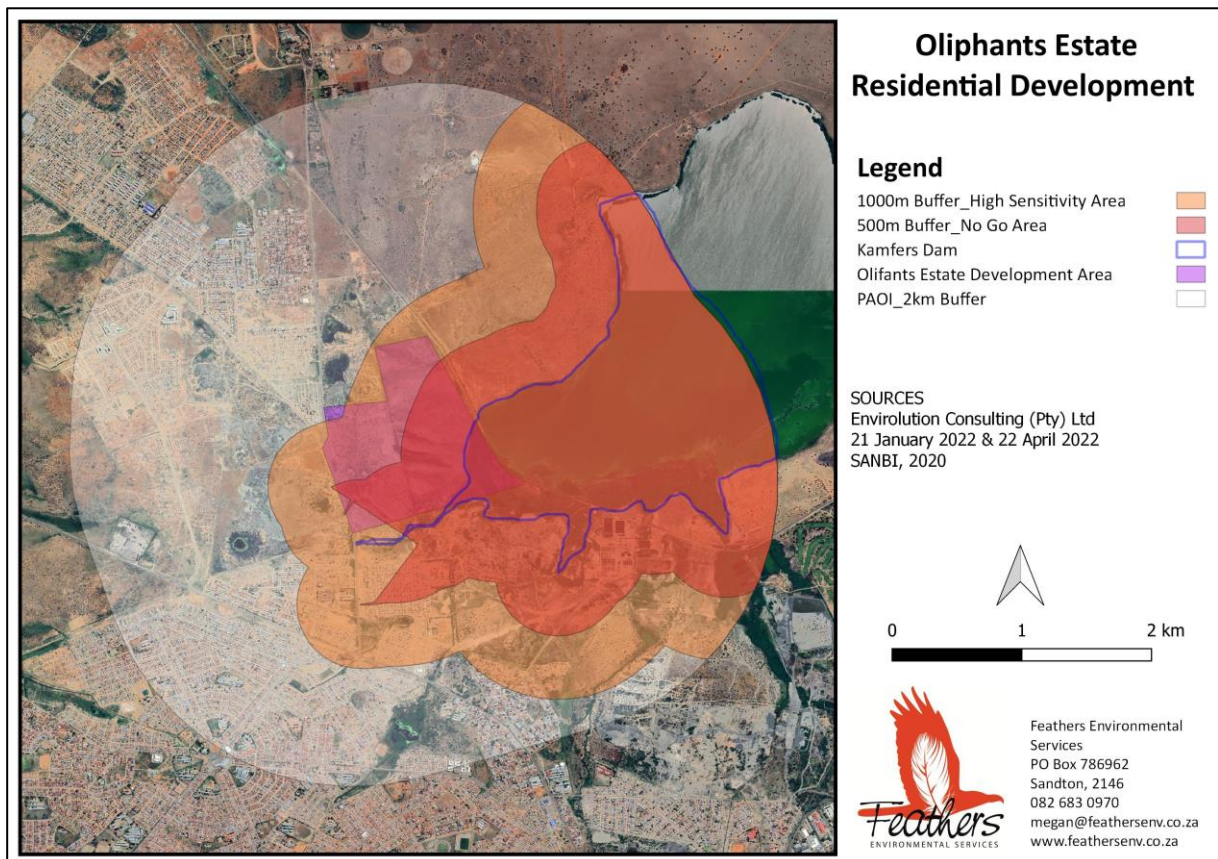 Oliphants Estate
Residential Development
Legend
1000m Buffer_High Sensitivity Area
500m Buffer_No Go Area
Kamfers Dam
Olifants Estate Development Area
PAOI_2km Buffer
SOURCES
Envirolution Consulting (Pty) Ltd
21 January 2022 & 22 April 2022
SANBI, 2020
0 1 2 km
Feathers
ENVIRONMENTAL SERVICES
Feathers Environmental
Services
PO Box 786962
Sandton, 2146
082 683 0970
megan@feathersenv.co.za
www.feathersenv.co.za